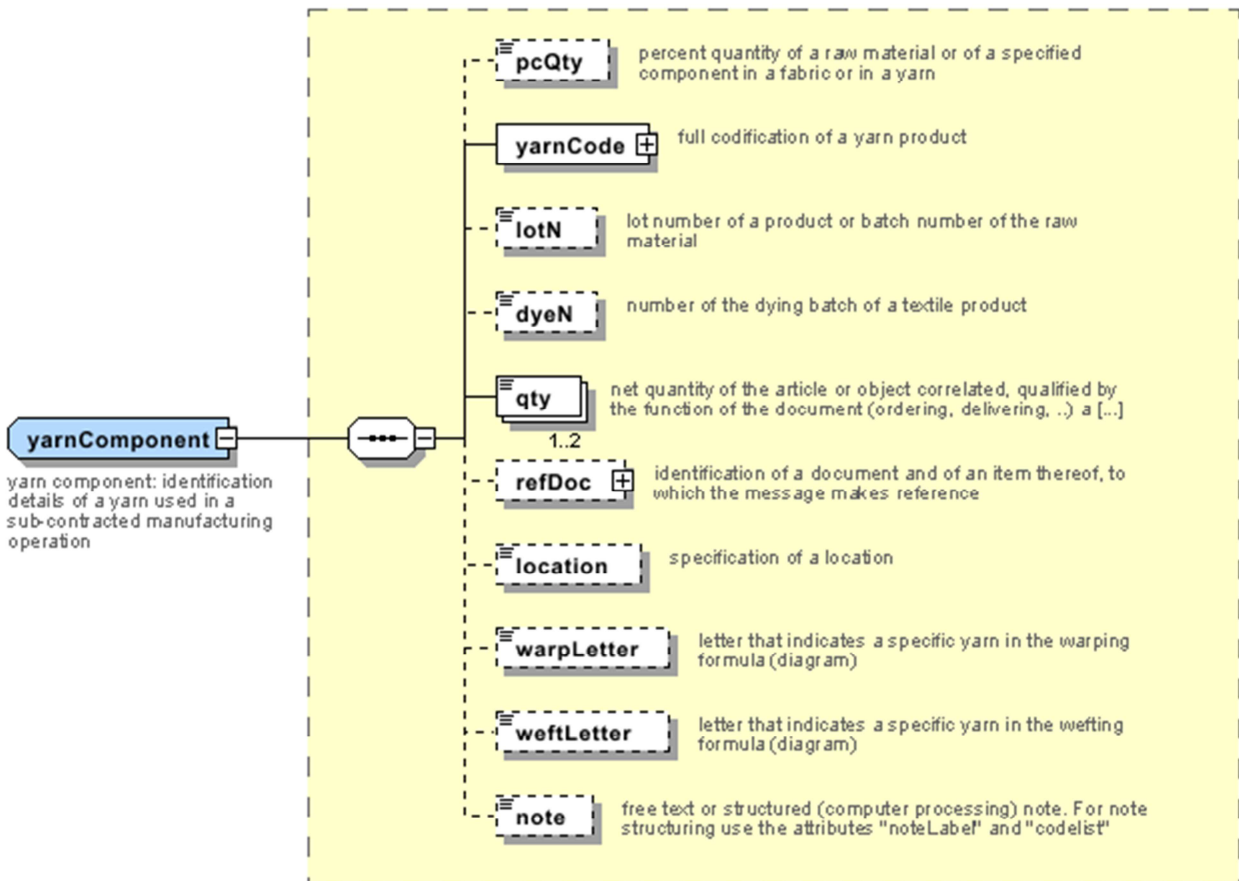 pcQty
percent quantity of a raw material or of a specified
component in a fabric or in a yarn
yarnCode
full codification of a yarn product
lotN
lot number of a product or batch number of the raw
material
dyeN
number of the dying batch of a textile product
qty
net quantity of the article or object correlated, qualified by
the function of the document (ordering, delivering, ..) a [...]
1..2
yarnComponent
yarn component: identification
details of a yarn used in a
sub-contracted manufacturing
operation
refDoc
identification of a document and of an item thereof, to
which the message makes reference
location
specification of a location
warpLetter
letter that indicates a specific yarn in the warping
formula (diagram)
weftLetter
letter that indicates a specific yarn in the wefting
formula (diagram)
note
free text or structured (computer processing) note. For note
structuring use the attributes "noteLabel" and "codelist"